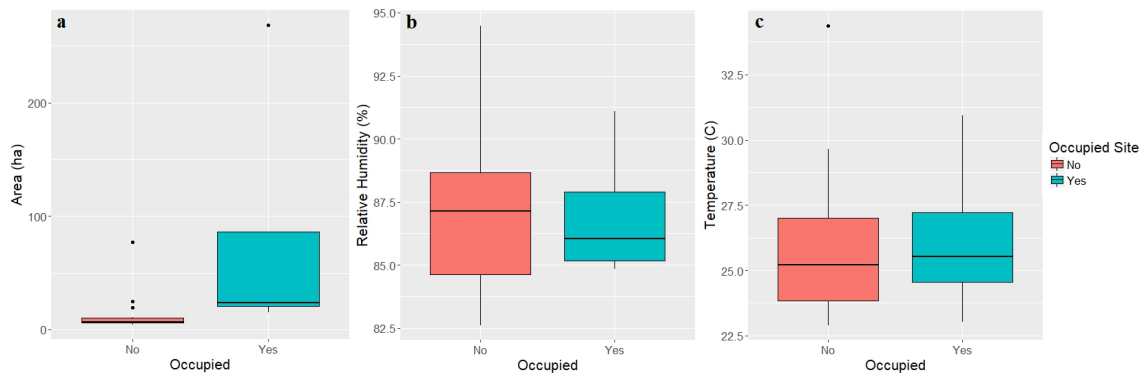 a
Area (ha)
200
100
0
No
Yes
Occupied
b
Relative Humidity (%)
95.0
92.5
90.0
87.5
85.0
82.5
No
Yes
Occupied
c
Temperature (C)
32.5
30.0
27.5
25.0
22.5
No
Yes
Occupied
Occupied Site
No
Yes